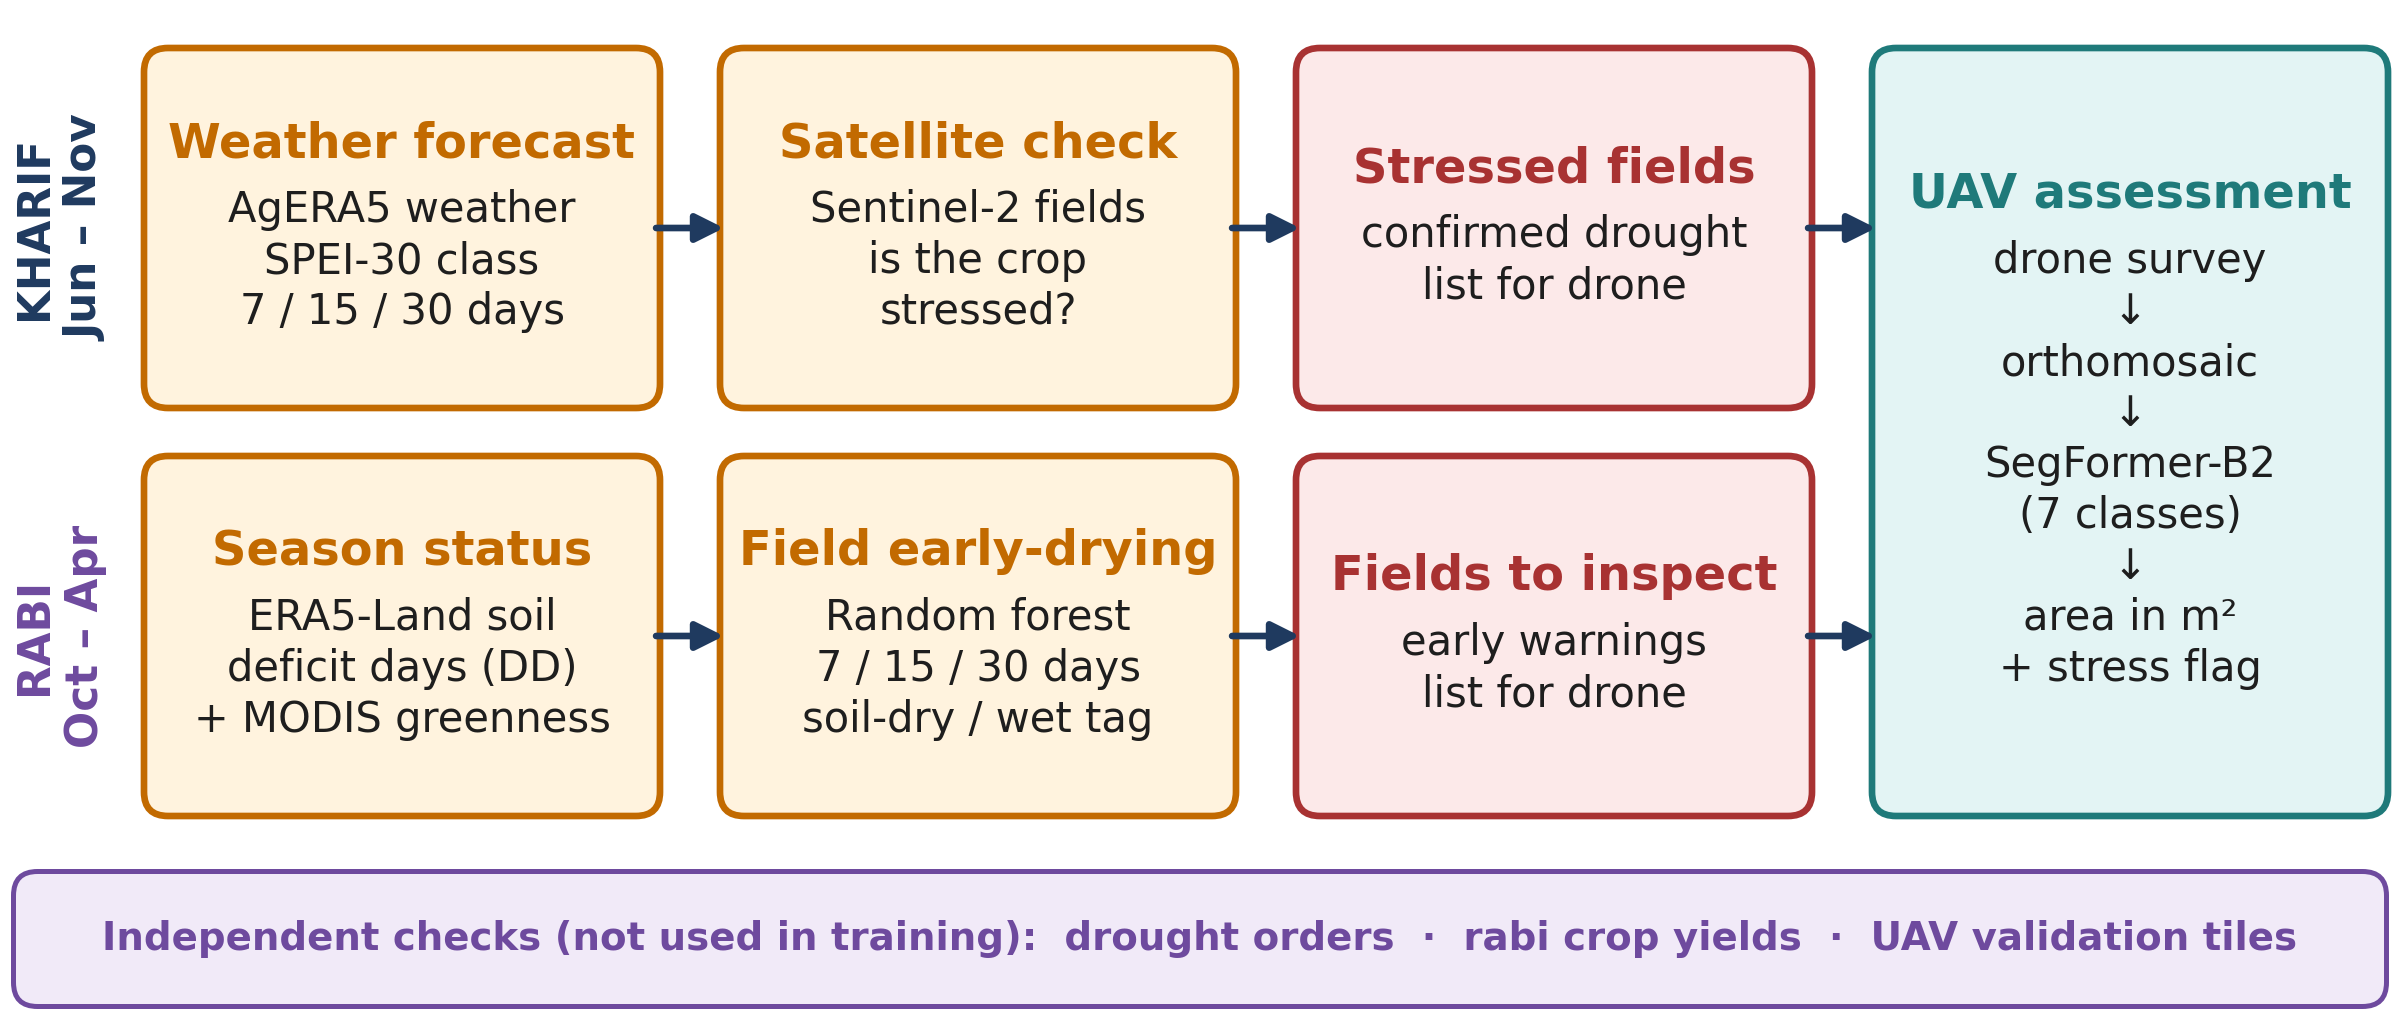 KHARIF
Jun – Nov
Weather forecast
AgERA5 weather
SPEI-30 class
7 / 15 / 30 days
Satellite check
Sentinel-2 fields
is the crop
stressed?
Stressed fields
confirmed drought
list for drone
UAV assessment
drone survey
↓
orthomosaic
↓
SegFormer-B2
(7 classes)
↓
area in m²
+ stress flag
RABI
Oct – Apr
Season status
ERA5-Land soil
deficit days (DD)
+ MODIS greenness
Field early-drying
Random forest
7 / 15 / 30 days
soil-dry / wet tag
Fields to inspect
early warnings
list for drone
Independent checks (not used in training):  drought orders  ·  rabi crop yields  ·  UAV validation tiles